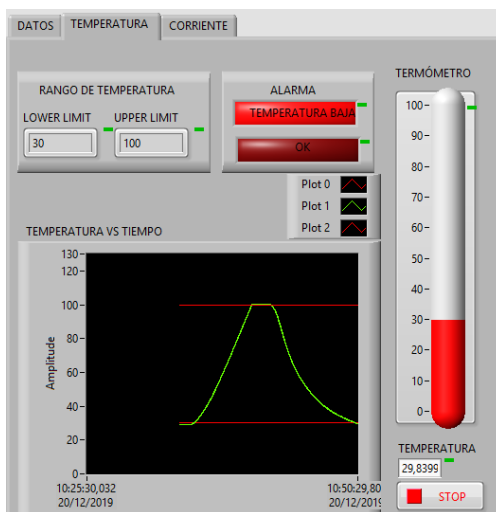 DATOS TEMPERATURA CORRIENTE
RANGO DE TEMPERATURA
LOWER LIMIT UPPER LIMIT
30 100
ALARMA
TEMPERATURA BAJA
OK
Plot 0
Plot 1
Plot 2
TEMPERATURA VS TIEMPO
Amplitude
130-
120-
100-
80-
60-
40-
20-
0-
10:25:30,032
20/12/2019
10:50:29,80
20/12/2019
TERMÓMETRO
100-
90-
80-
70-
60-
50-
40-
30-
20-
10-
0-
TEMPERATURA
29,8399
STOP